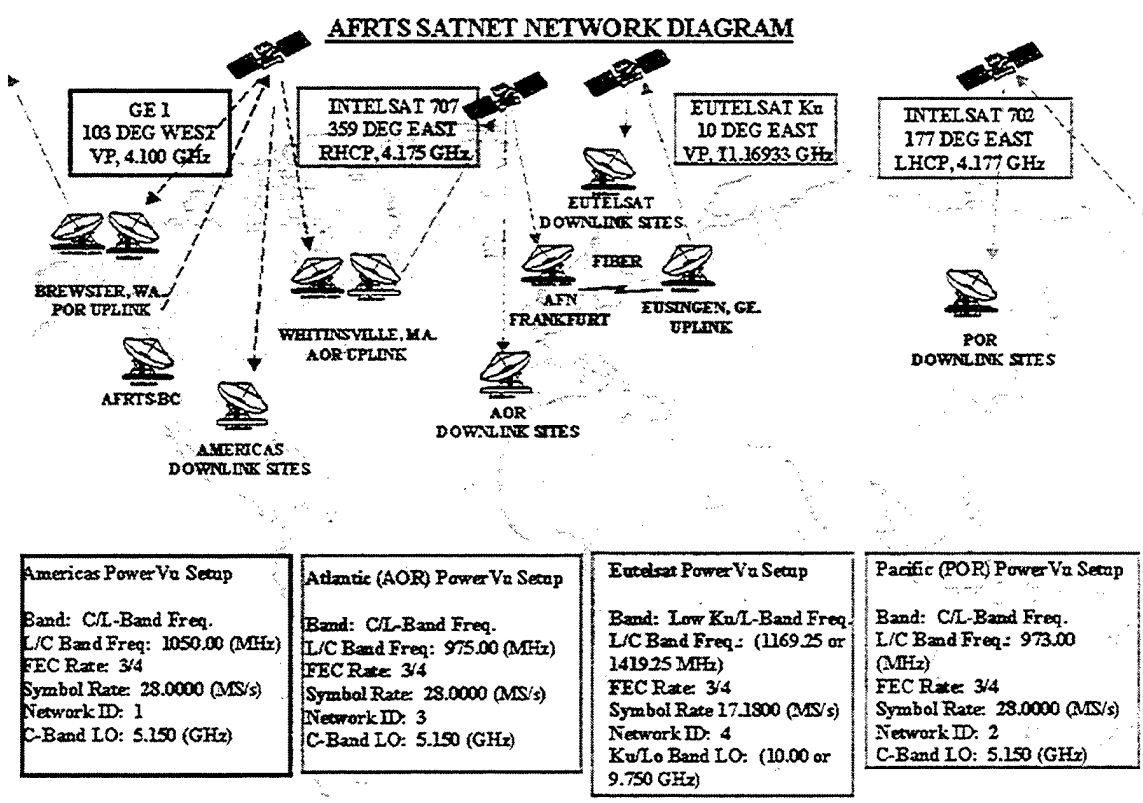 AFRTS SATNET NETWORK DIAGRAM
GE 1
103 DEG WEST
VP, 4.100 GHz
INTELSAT 707
359 DEG EAST
RHCP, 4.175 GHz
EUTELSAT Ku
10 DEG EAST
VP, 11.16933 GHz
INTELSAT 702
177 DEG EAST
LHCP, 4.177 GHz
BREWSTER, WA.
POR UPLINK
AFRTS-BC
AMERICAS
DOWNLINK SITES
WHITINSVILLE, MA.
AOR UPLINK
AOR
DOWNLINK SITES
EUTELSAT
DOWNLINK SITES
AFN
FRANKFURT
FIBER
EUSINGEN, GE.
UPLINK
POR
DOWNLINK SITES
Americas PowerVu Setup
Band: C/L-Band Freq.
L/C Band Freq: 1050.00 (MHz)
FEC Rate: 3/4
Symbol Rate: 28.0000 (MS/s)
Network ID: 1
C-Band LO: 5.150 (GHz)
Atlantic (AOR) PowerVu Setup
Band: C/L-Band Freq.
L/C Band Freq: 975.00 (MHz)
FEC Rate: 3/4
Symbol Rate: 28.0000 (MS/s)
Network ID: 3
C-Band LO: 5.150 (GHz)
Eutelsat PowerVu Setup
Band: Low Ku/L-Band Freq.
L/C Band Freq.: (1169.25 or
1419.25 MHz)
FEC Rate: 3/4
Symbol Rate 17.1800 (MS/s)
Network ID: 4
Ku/Lo Band LO: (10.00 or
9.750 GHz)
Pacific (POR) PowerVu Setup
Band: C/L-Band Freq.
L/C Band Freq.: 973.00
(MHz)
FEC Rate: 3/4
Symbol Rate: 28.0000 (MS/s)
Network ID: 2
C-Band LO: 5.150 (GHz)